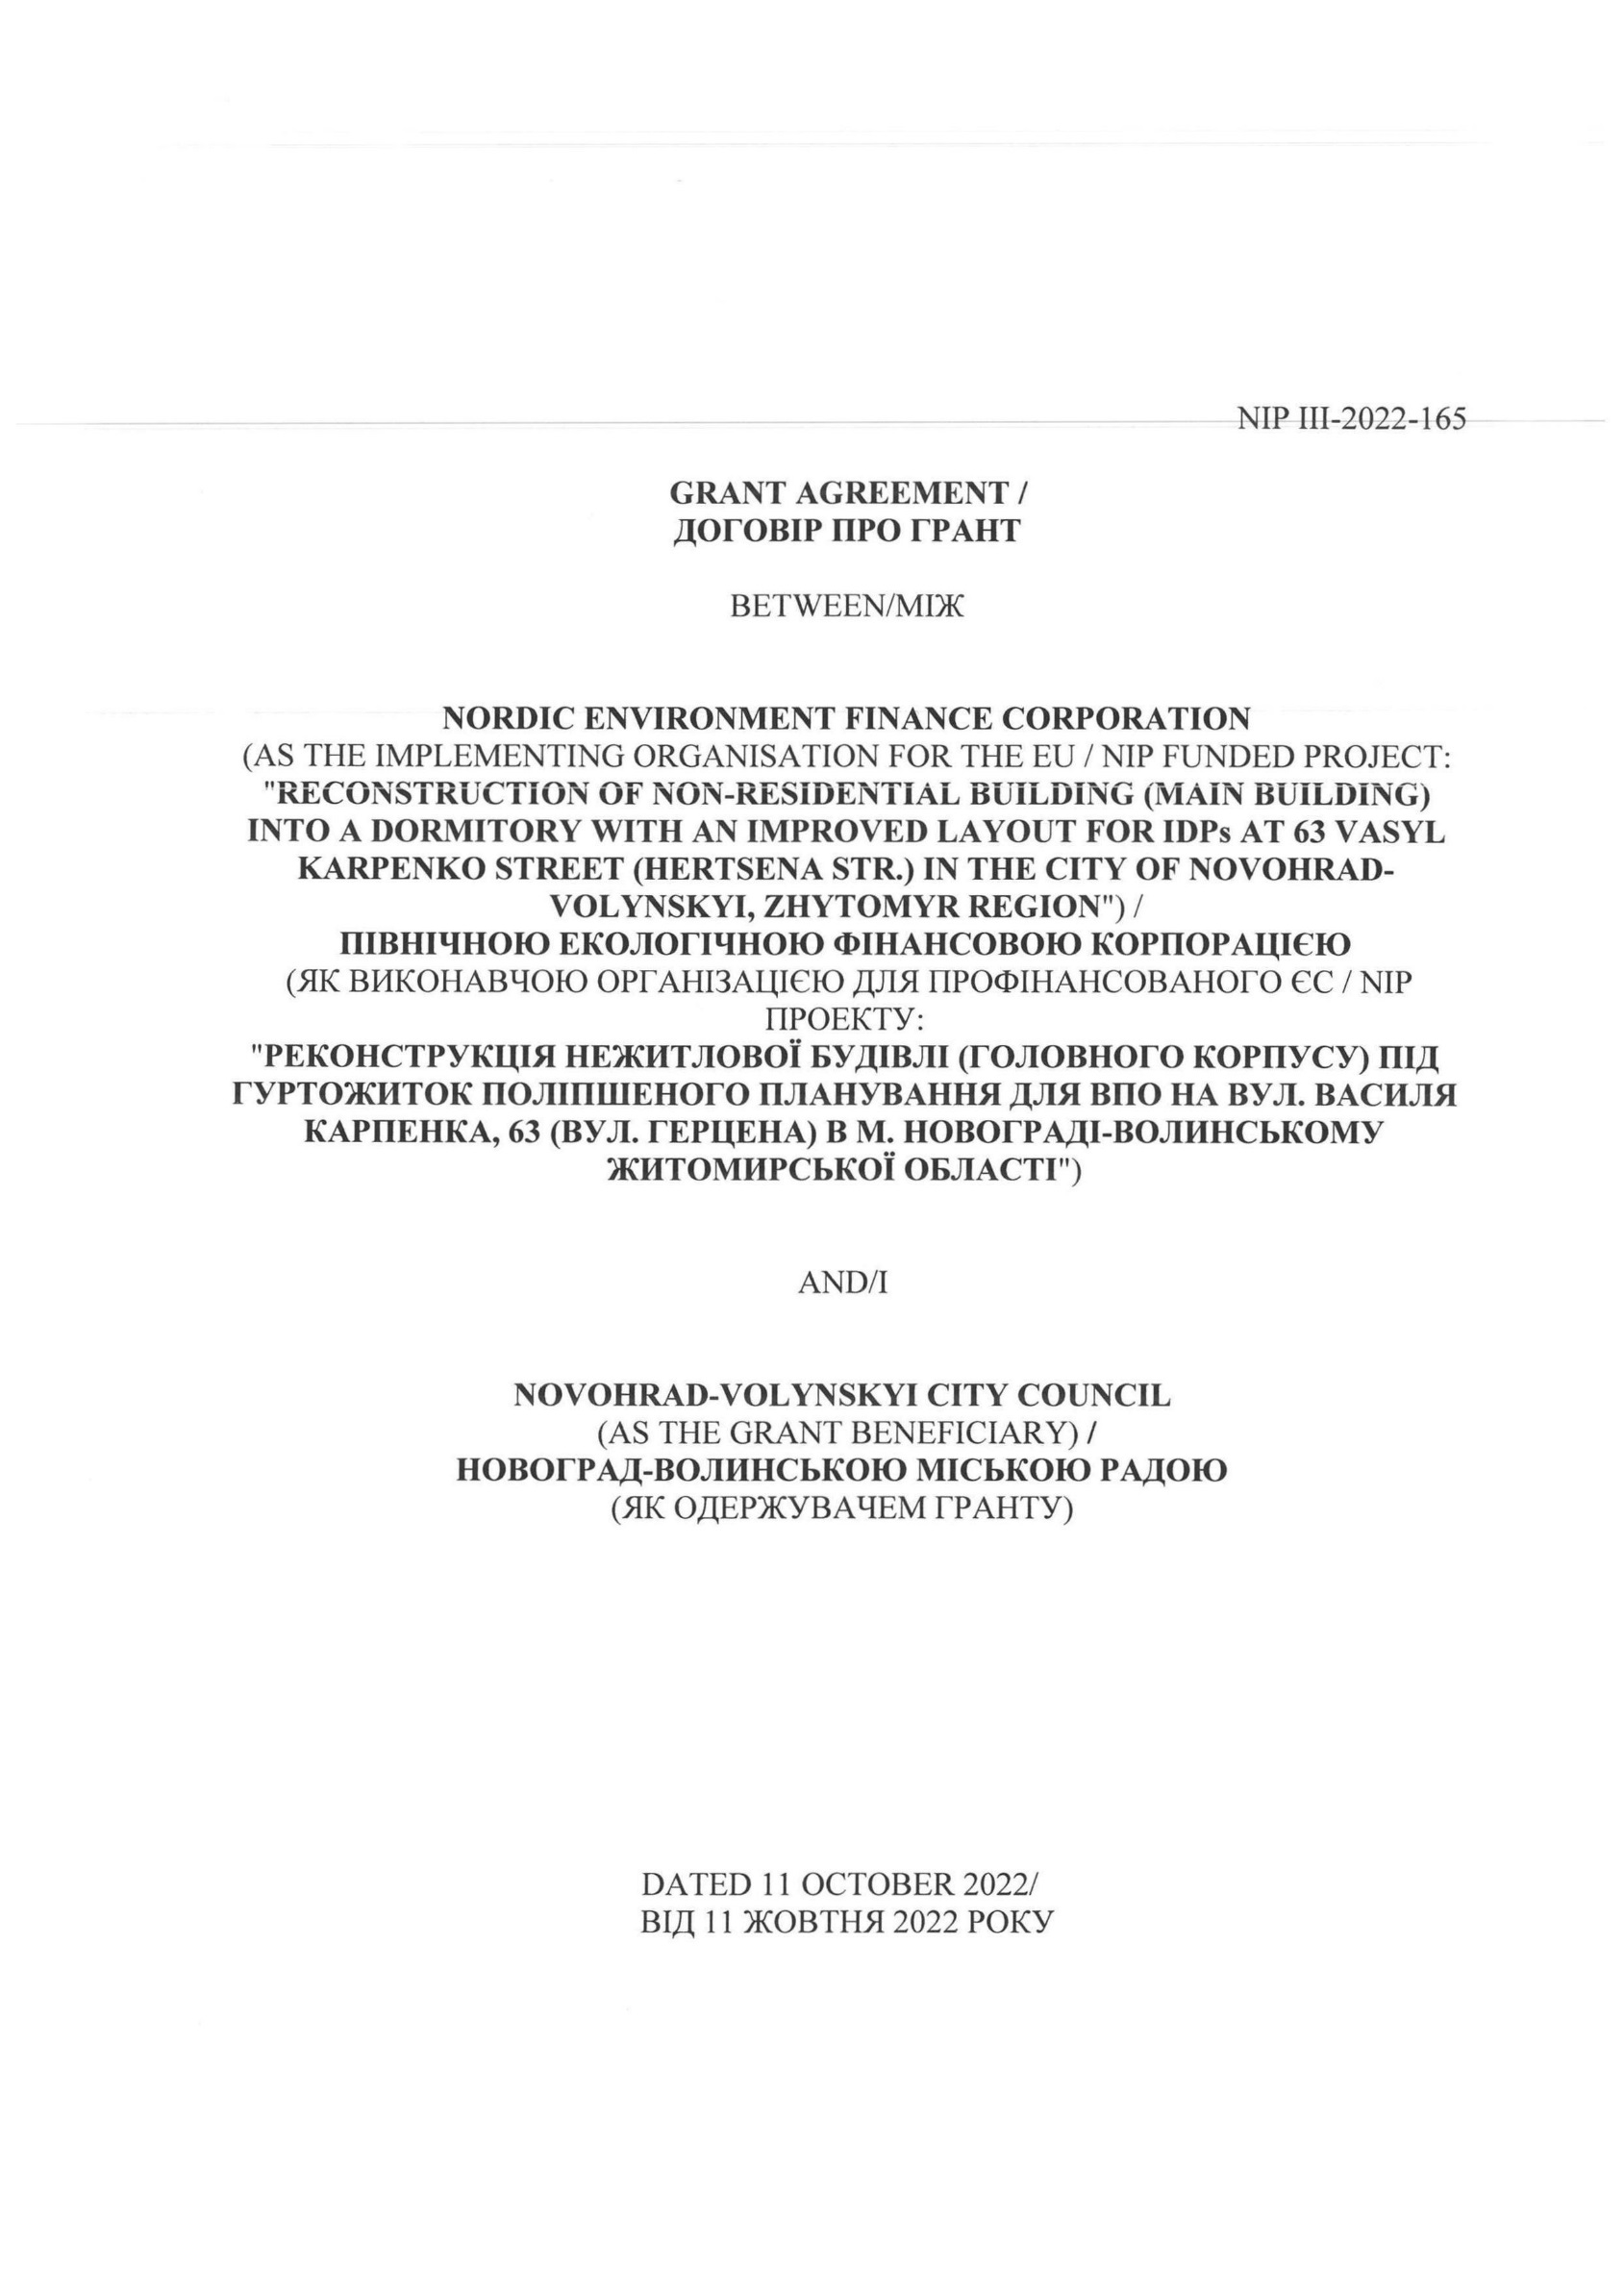 NIP III-2022-165
GRANT AGREEMENT /
ДОГОВІР ПРО ГРАНТ
BETWEEN/МІЖ
NORDIC ENVIRONMENT FINANCE CORPORATION
(AS THE IMPLEMENTING ORGANISATION FOR THE EU / NIP FUNDED PROJECT:
"RECONSTRUCTION OF NON-RESIDENTIAL BUILDING (MAIN BUILDING)
INTO A DORMITORY WITH AN IMPROVED LAYOUT FOR IDPs AT 63 VASYL
KARPENKO STREET (HERTSENA STR.) IN THE CITY OF NOVOHRAD-
VOLYNSKYI, ZHYTOMYR REGION") /
ПІВНІЧНОЮ ЕКОЛОГІЧНОЮ ФІНАНСОВОЮ КОРПОРАЦІЄЮ
(ЯК ВИКОНАВЧОЮ ОРГАНІЗАЦІЄЮ ДЛЯ ПРОФІНАНСОВАНОГО ЄС / NIP
ПРОЕКТУ:
"РЕКОНСТРУКЦІЯ НЕЖИТЛОВОЇ БУДІВЛІ (ГОЛОВНОГО КОРПУСУ) ПІД
ГУРТОЖИТОК ПОЛІПШЕНОГО ПЛАНУВАННЯ ДЛЯ ВПО НА ВУЛ. ВАСИЛЯ
КАРПЕНКА, 63 (ВУЛ. ГЕРЦЕНА) В М. НОВОГРАДІ-ВОЛИНСЬКОМУ
ЖИТОМИРСЬКОЇ ОБЛАСТІ")
AND/І
NOVOHRAD-VOLYNSKYI CITY COUNCIL
(AS THE GRANT BENEFICIARY) /
НОВОГРАД-ВОЛИНСЬКОЮ МІСЬКОЮ РАДОЮ
(ЯК ОДЕРЖУВАЧЕМ ГРАНТУ)
DATED 11 OCTOBER 2022/
ВІД 11 ЖОВТНЯ 2022 РОКУ